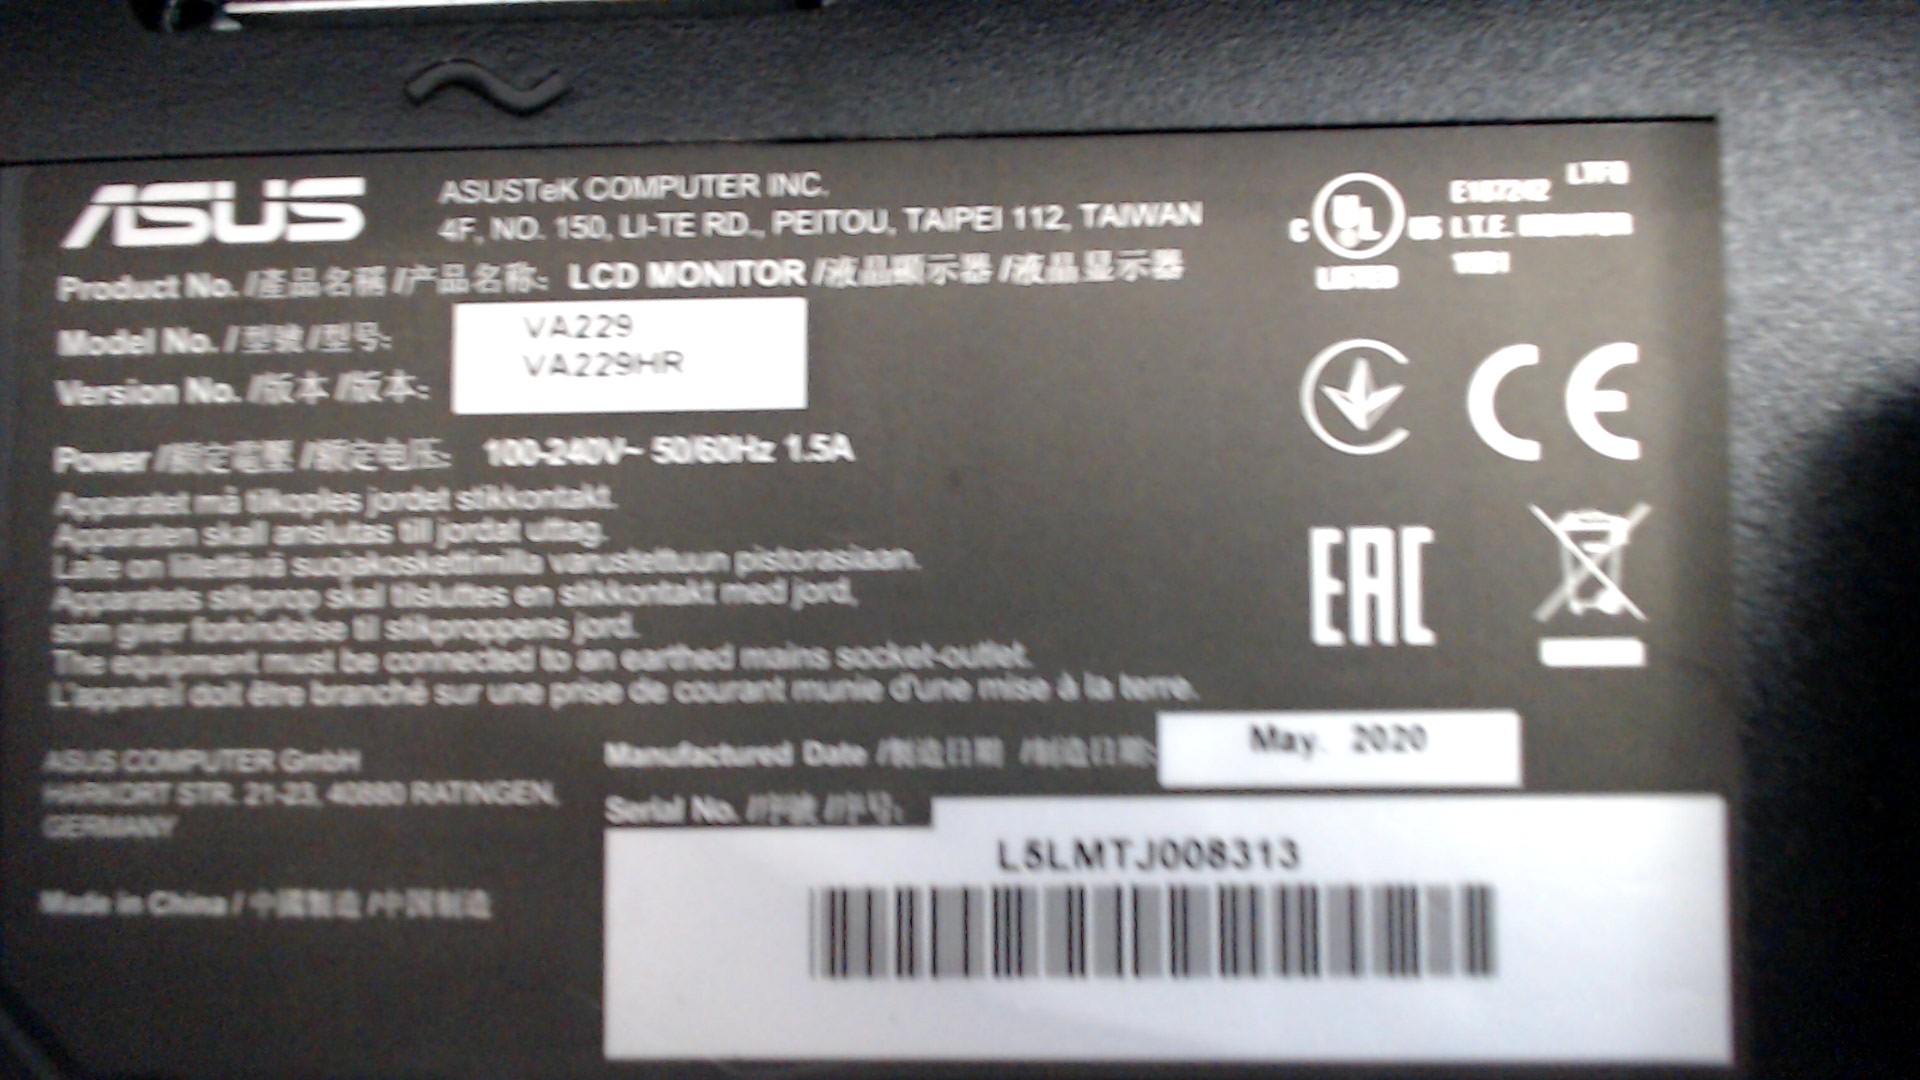 ASUS
ASUSTeK COMPUTER INC.
4F, NO. 150, LI-TE RD., PEITOU, TAIPEI 112, TAIWAN
Product No. /產品名稱 /产品名称: LCD MONITOR /液晶顯示器 /液晶显示器
Model No. /型號 /型号: VA229
Version No. /版本 /版本: VA229HR
Power /額定電壓 /额定电压: 100-240V~ 50/60Hz 1.5A
Apparatet må tilkoples jordet stikkontakt.
Apparaten skall anslutas till jordat uttag.
Laite on liitettävä suojakoskettimilla varustettuun pistorasiaan.
Apparatets stikprop skal tilsluttes en stikkontakt med jord,
som giver forbindelse til stikproppens jord.
The equipment must be connected to an earthed mains socket-outlet.
L'appareil doit être branché sur une prise de courant munie d'une mise à la terre.
ASUS COMPUTER GmbH
HARKORT STR. 21-23, 40880 RATINGEN,
GERMANY
Made in China / 中國製造 /中国制造
Manufactured Date /製造日期 /制造日期: May. 2020
Serial No. /序號 /序号:
L5LMTJ008313
C UL US
LISTED
E187242
I.T.E. MONITOR
CE
EAC